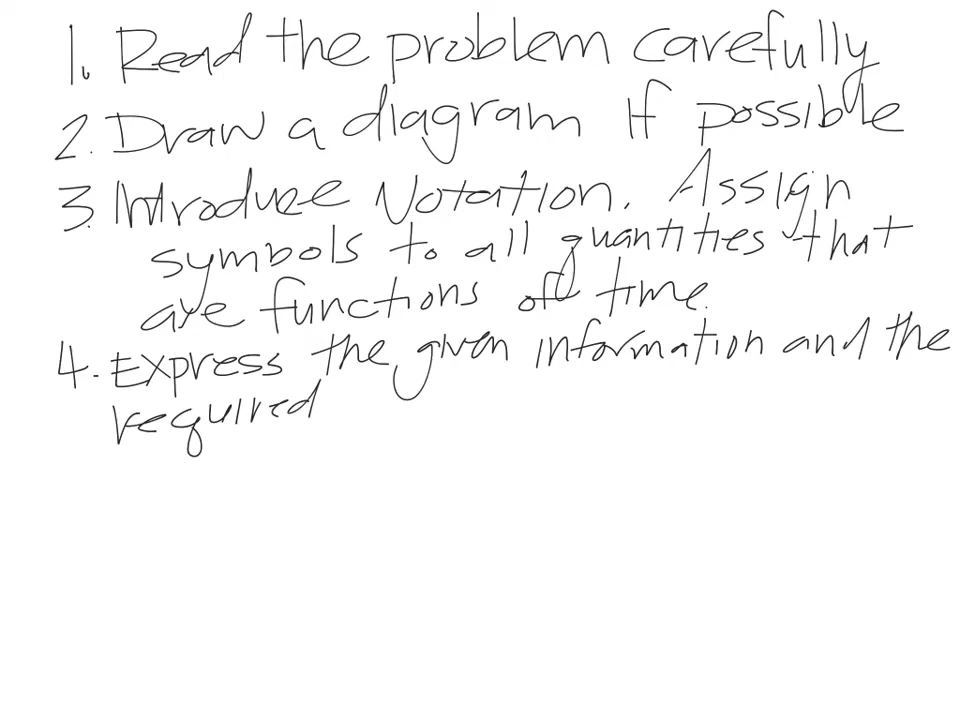 1. Read the problem carefully
2. Draw a diagram If possible
3. Introduce Notation. Assign
symbols to all quantities that
are functions of time.
4. Express the given information and the
required